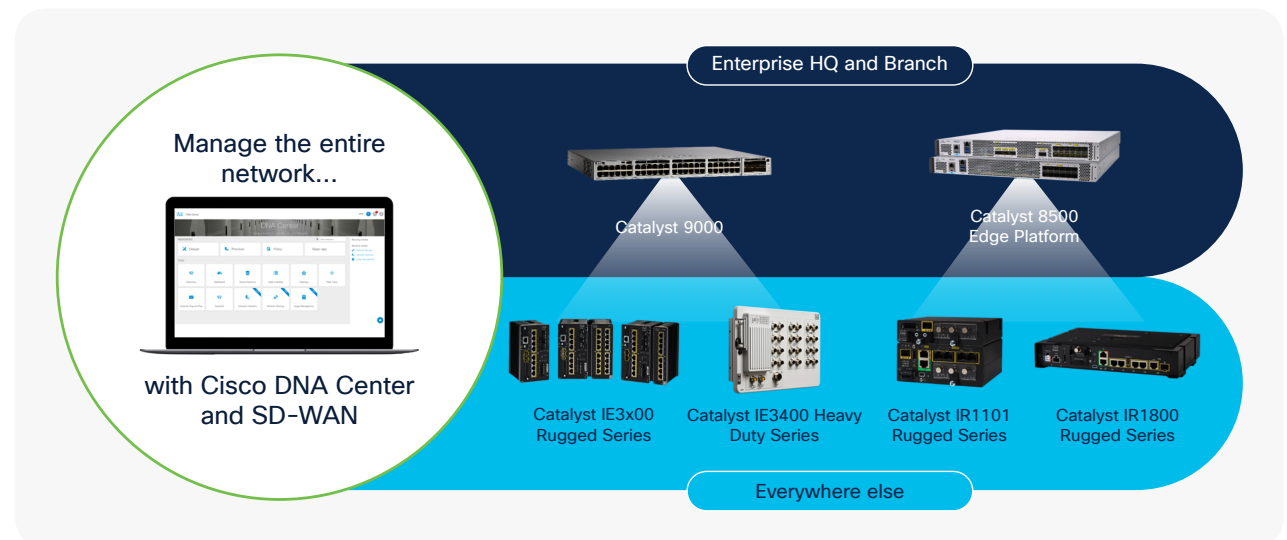 Enterprise HQ and Branch
Manage the entire
network...
DNA Center
with Cisco DNA Center
and SD-WAN
Catalyst 9000
Catalyst 8500
Edge Platform
Catalyst IE3x00
Rugged Series
Catalyst IE3400 Heavy
Duty Series
Catalyst IR1101
Rugged Series
Catalyst IR1800
Rugged Series
Everywhere else